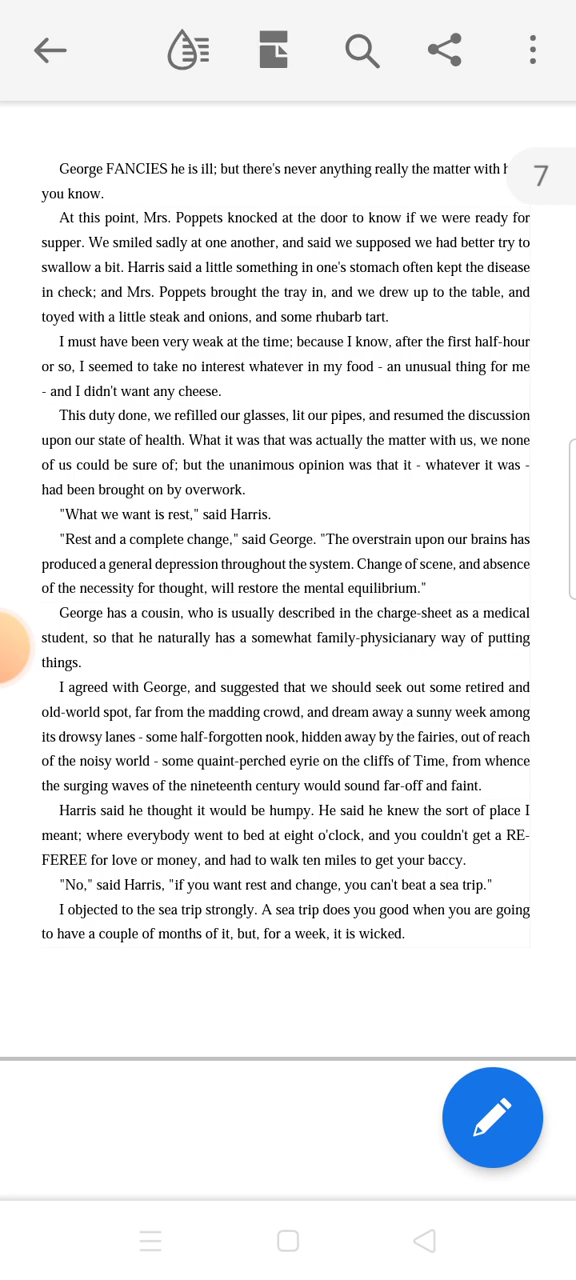 George FANCIES he is ill; but there's never anything really the matter with
7
you know.
At this point, Mrs. Poppets knocked at the door to know if we were ready for
supper. We smiled sadly at one another, and said we supposed we had better try to
swallow a bit. Harris said a little something in one's stomach often kept the disease
in check; and Mrs. Poppets brought the tray in, and we drew up to the table, and
toyed with a little steak and onions, and some rhubarb tart.
I must have been very weak at the time; because I know, after the first half-hour
or so, I seemed to take no interest whatever in my food - an unusual thing for me
- and I didn't want any cheese.
This duty done, we refilled our glasses, lit our pipes, and resumed the discussion
upon our state of health. What it was that was actually the matter with us, we none
of us could be sure of; but the unanimous opinion was that it - whatever it was -
had been brought on by overwork.
"What we want is rest," said Harris.
"Rest and a complete change," said George. "The overstrain upon our brains has
produced a general depression throughout the system. Change of scene, and absence
of the necessity for thought, will restore the mental equilibrium."
George has a cousin, who is usually described in the charge-sheet as a medical
student, so that he naturally has a somewhat family-physicianary way of putting
things.
I agreed with George, and suggested that we should seek out some retired and
old-world spot, far from the madding crowd, and dream away a sunny week among
its drowsy lanes - some half-forgotten nook, hidden away by the fairies, out of reach
of the noisy world - some quaint-perched eyrie on the cliffs of Time, from whence
the surging waves of the nineteenth century would sound far-off and faint.
Harris said he thought it would be humpy. He said he knew the sort of place I
meant; where everybody went to bed at eight o'clock, and you couldn't get a RE-
FEREE for love or money, and had to walk ten miles to get your baccy.
"No," said Harris, "if you want rest and change, you can't beat a sea trip."
I objected to the sea trip strongly. A sea trip does you good when you are going
to have a couple of months of it, but, for a week, it is wicked.